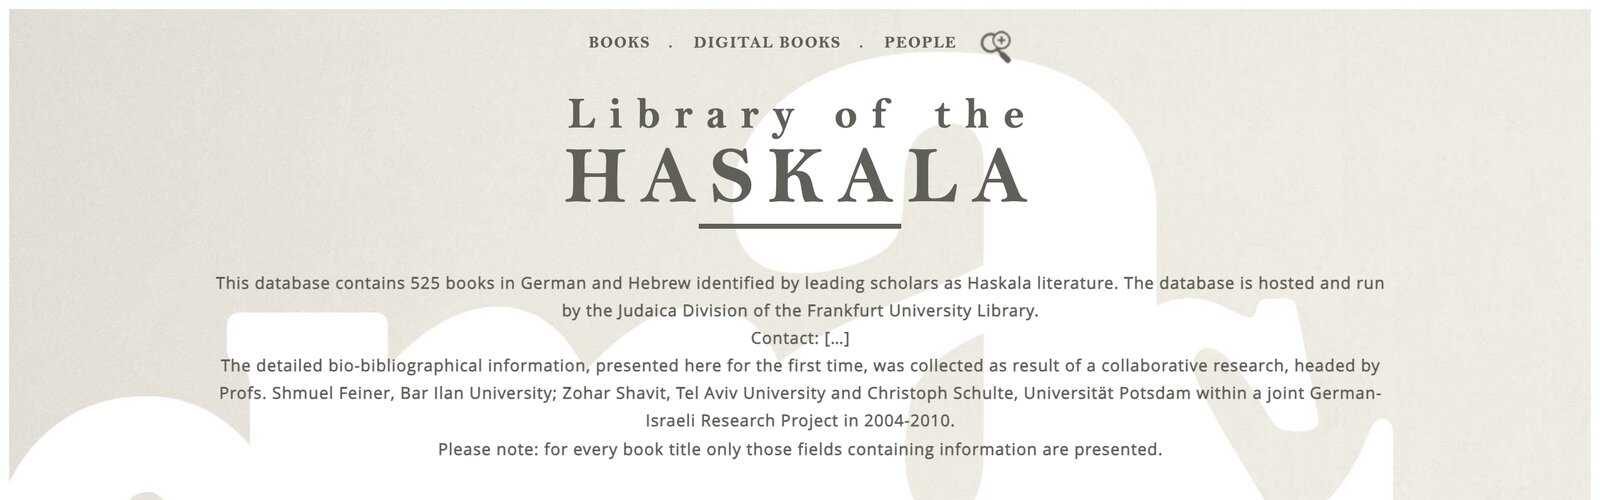 BOOKS . DIGITAL BOOKS . PEOPLE
Library of the
HASKALA
This database contains 525 books in German and Hebrew identified by leading scholars as Haskala literature. The database is hosted and run
by the Judaica Division of the Frankfurt University Library.
Contact: [...]
The detailed bio-bibliographical information, presented here for the first time, was collected as result of a collaborative research, headed by
Profs. Shmuel Feiner, Bar Ilan University; Zohar Shavit, Tel Aviv University and Christoph Schulte, Universität Potsdam within a joint German-
Israeli Research Project in 2004-2010.
Please note: for every book title only those fields containing information are presented.